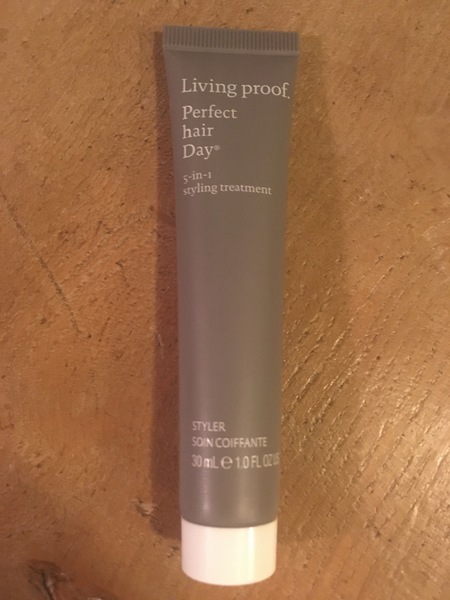 Living proof.
Perfect
hair
Day®
5-in-1
styling treatment
STYLER
SOIN COIFFANTE
30 mL ℮ 1.0 FL OZ US